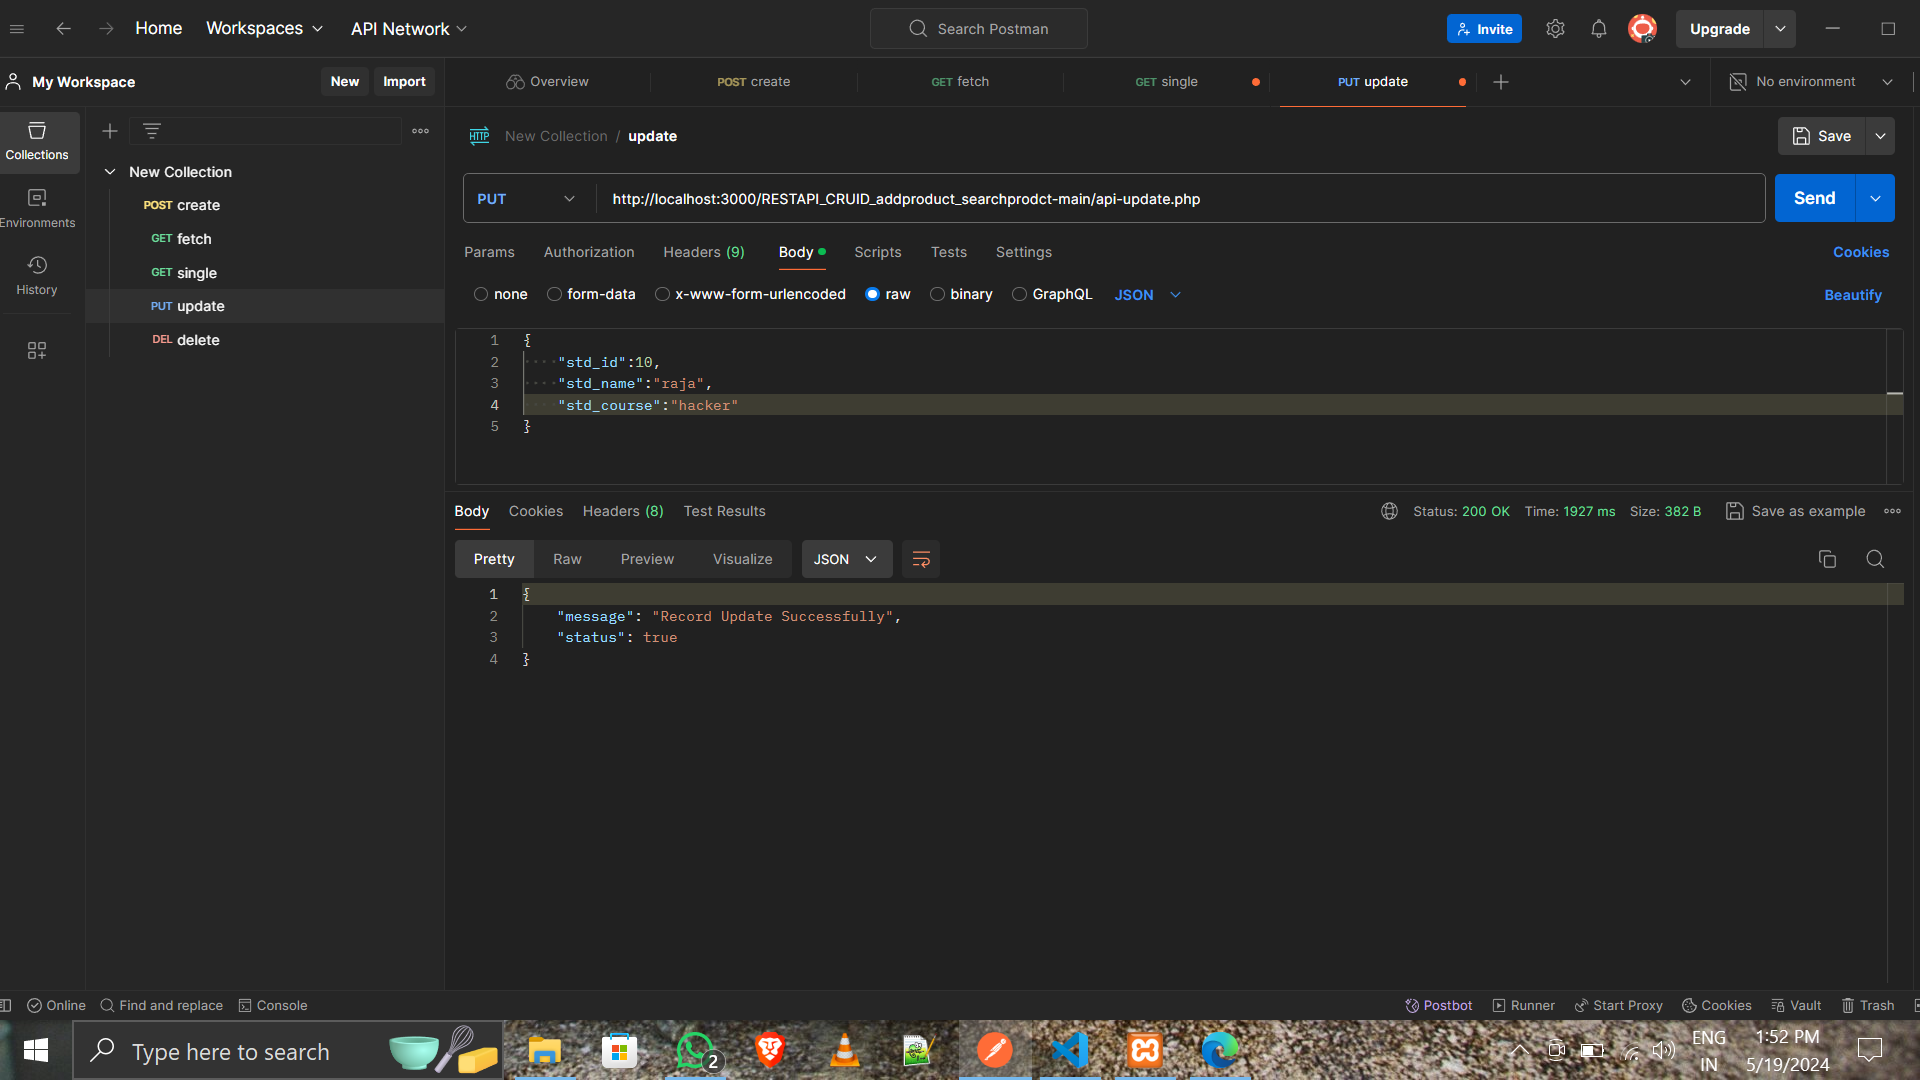 Home
Workspaces
API Network
Search Postman
Invite
Upgrade
My Workspace
New
Import
Overview
POST create
GET fetch
GET single
PUT update
No environment
Collections
Environments
History
New Collection
POST create
GET fetch
GET single
PUT update
DEL delete
HTTP
New Collection / update
Save
PUT
http://localhost:3000/RESTAPI_CRUID_addproduct_searchprodct-main/api-update.php
Send
Params
Authorization
Headers (9)
Body
Scripts
Tests
Settings
Cookies
none
form-data
x-www-form-urlencoded
raw
binary
GraphQL
JSON
Beautify
1 {
2 "std_id":10,
3 "std_name":"raja",
4 "std_course":"hacker"
5 }
Body
Cookies
Headers (8)
Test Results
Status: 200 OK
Time: 1927 ms
Size: 382 B
Save as example
Pretty
Raw
Preview
Visualize
JSON
1 {
2 "message": "Record Update Successfully",
3 "status": true
4 }
Online
Find and replace
Console
Postbot
Runner
Start Proxy
Cookies
Vault
Trash
Type here to search
2
ENG
IN
1:52 PM
5/19/2024